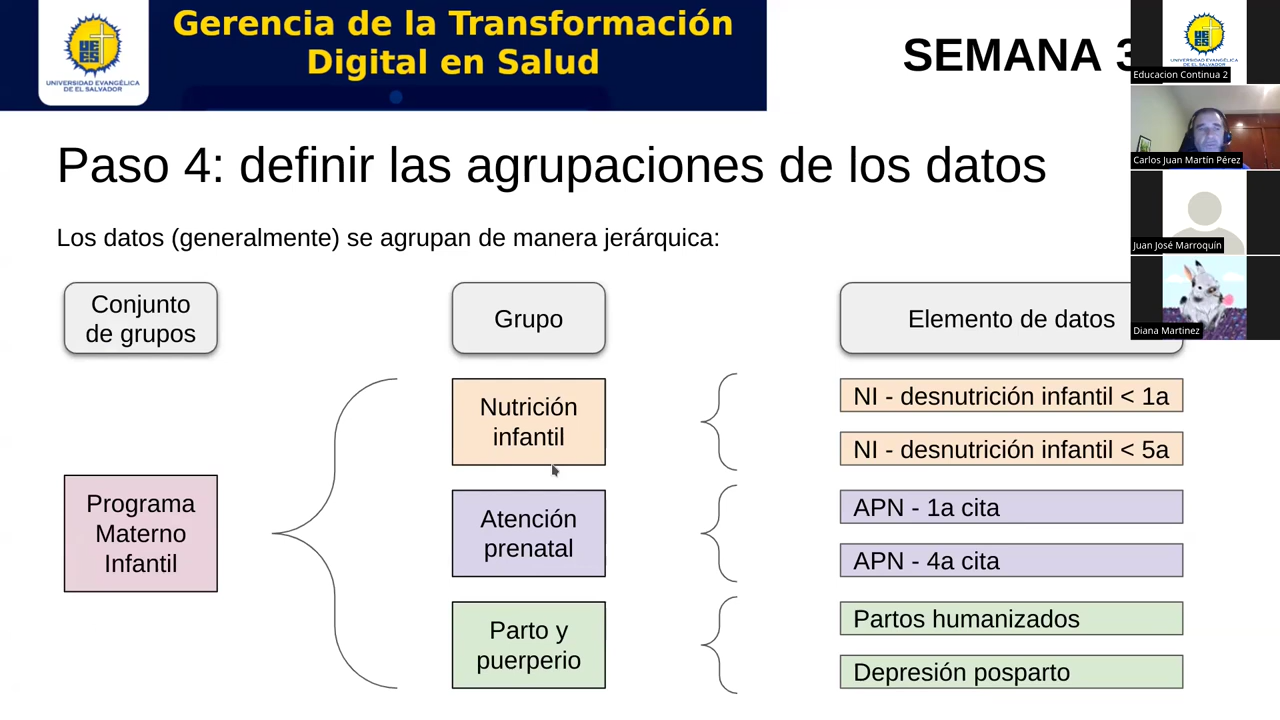 Gerencia de la Transformación
Digital en Salud
UEES
UNIVERSIDAD EVANGÉLICA
DE EL SALVADOR
SEMANA 3
Educacion Continua 2
Carlos Juan Martín Pérez
Juan José Marroquín
Diana Martinez
Paso 4: definir las agrupaciones de los datos
Los datos (generalmente) se agrupan de manera jerárquica:
Conjunto
de grupos
Grupo
Elemento de datos
Programa
Materno
Infantil
Nutrición
infantil
NI - desnutrición infantil < 1a
NI - desnutrición infantil < 5a
Atención
prenatal
APN - 1a cita
APN - 4a cita
Parto y
puerperio
Partos humanizados
Depresión posparto